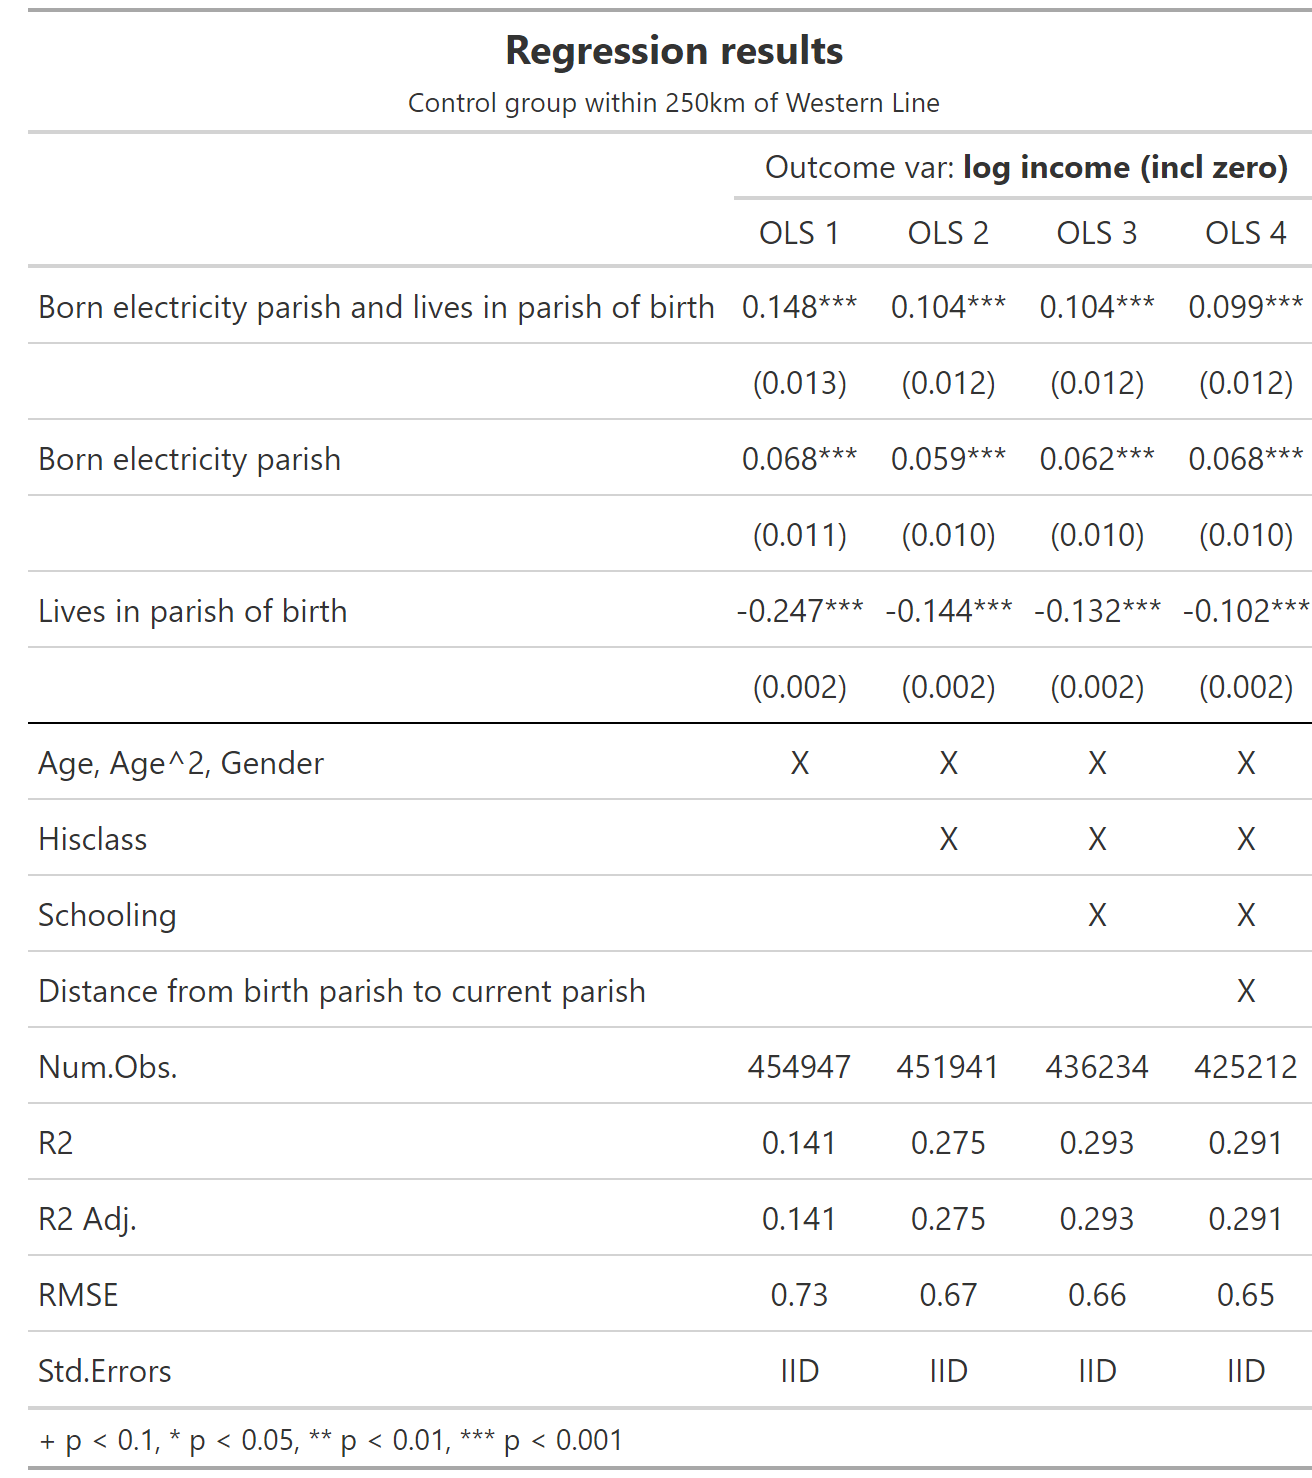 Regression results
Control group within 250km of Western Line
Outcome var: log income (incl zero)
OLS 1 OLS 2 OLS 3 OLS 4
Born electricity parish and lives in parish of birth 0.148*** 0.104*** 0.104*** 0.099***
(0.013) (0.012) (0.012) (0.012)
Born electricity parish 0.068*** 0.059*** 0.062*** 0.068***
(0.011) (0.010) (0.010) (0.010)
Lives in parish of birth -0.247*** -0.144*** -0.132*** -0.102***
(0.002) (0.002) (0.002) (0.002)
Age, Age^2, Gender X X X X
Hisclass X X X
Schooling X X
Distance from birth parish to current parish X
Num.Obs. 454947 451941 436234 425212
R2 0.141 0.275 0.293 0.291
R2 Adj. 0.141 0.275 0.293 0.291
RMSE 0.73 0.67 0.66 0.65
Std.Errors IID IID IID IID
+ p < 0.1, * p < 0.05, ** p < 0.01, *** p < 0.001